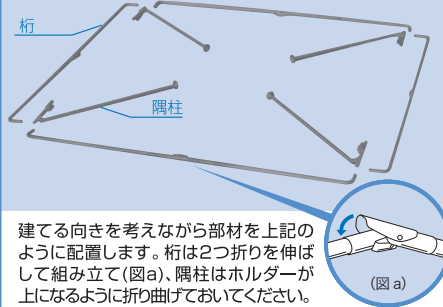 桁
隅柱
建てる向きを考えながら部材を上記の
ように配置します。桁は2つ折りを伸ば
して組み立て(図a)、隅柱はホルダーが
上になるように折り曲げておいてください。
(図a)